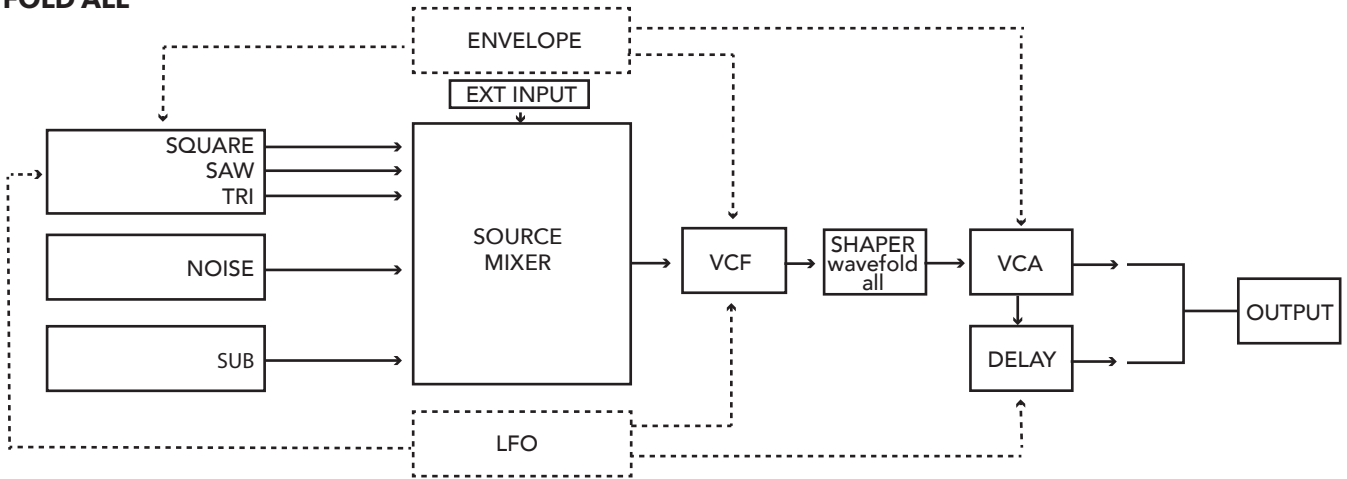 FOLD ALL
ENVELOPE
EXT INPUT
SQUARE
SAW
TRI
NOISE
SUB
SOURCE
MIXER
VCF
SHAPER
wavefold
all
VCA
DELAY
OUTPUT
LFO